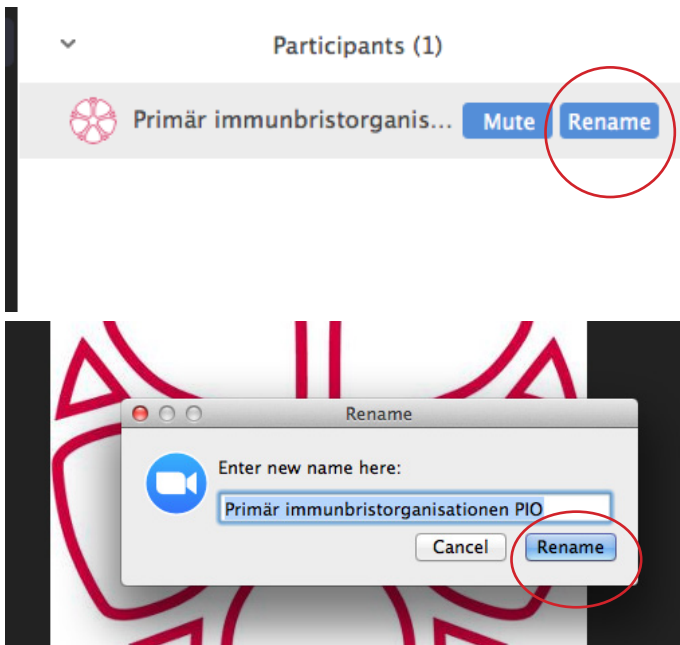 Participants (1)
Primär immunbristorganis... Mute Rename
Rename
Enter new name here:
Primär immunbristorganisationen PIO
Cancel Rename